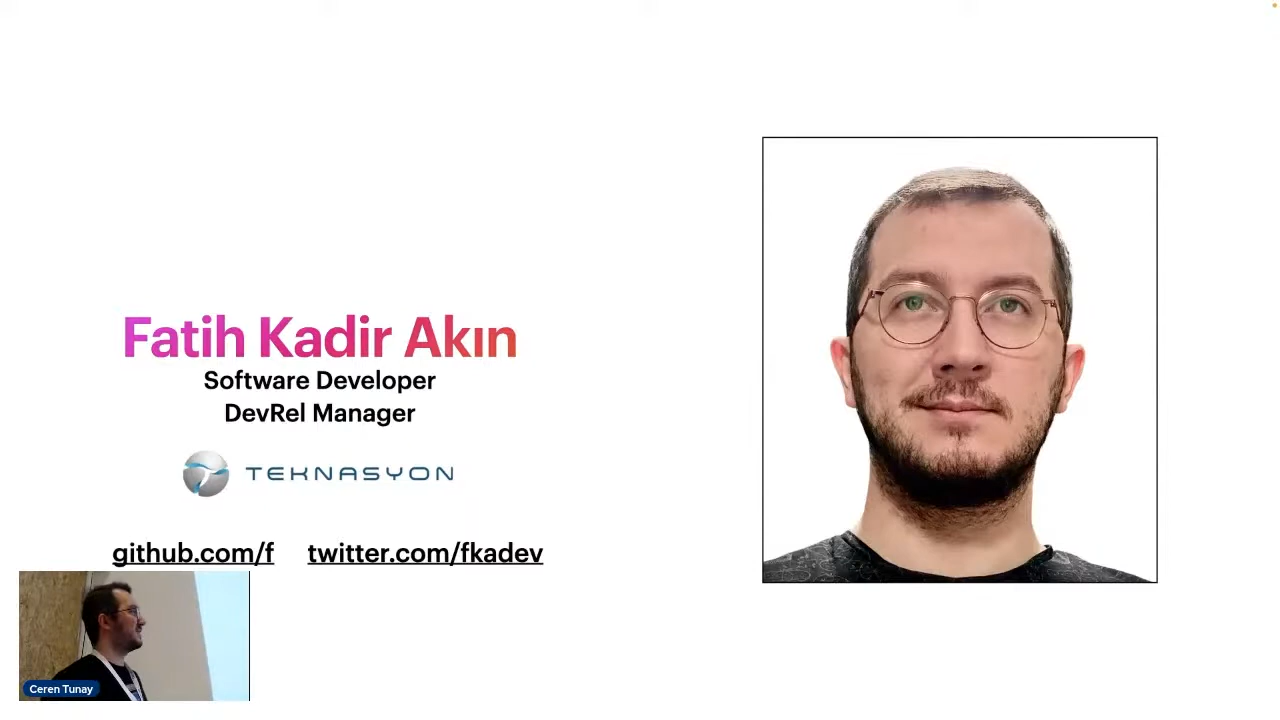 Fatih Kadir Akın
Software Developer
DevRel Manager
TEKNASYON
github.com/f twitter.com/fkadev
Ceren Tunay